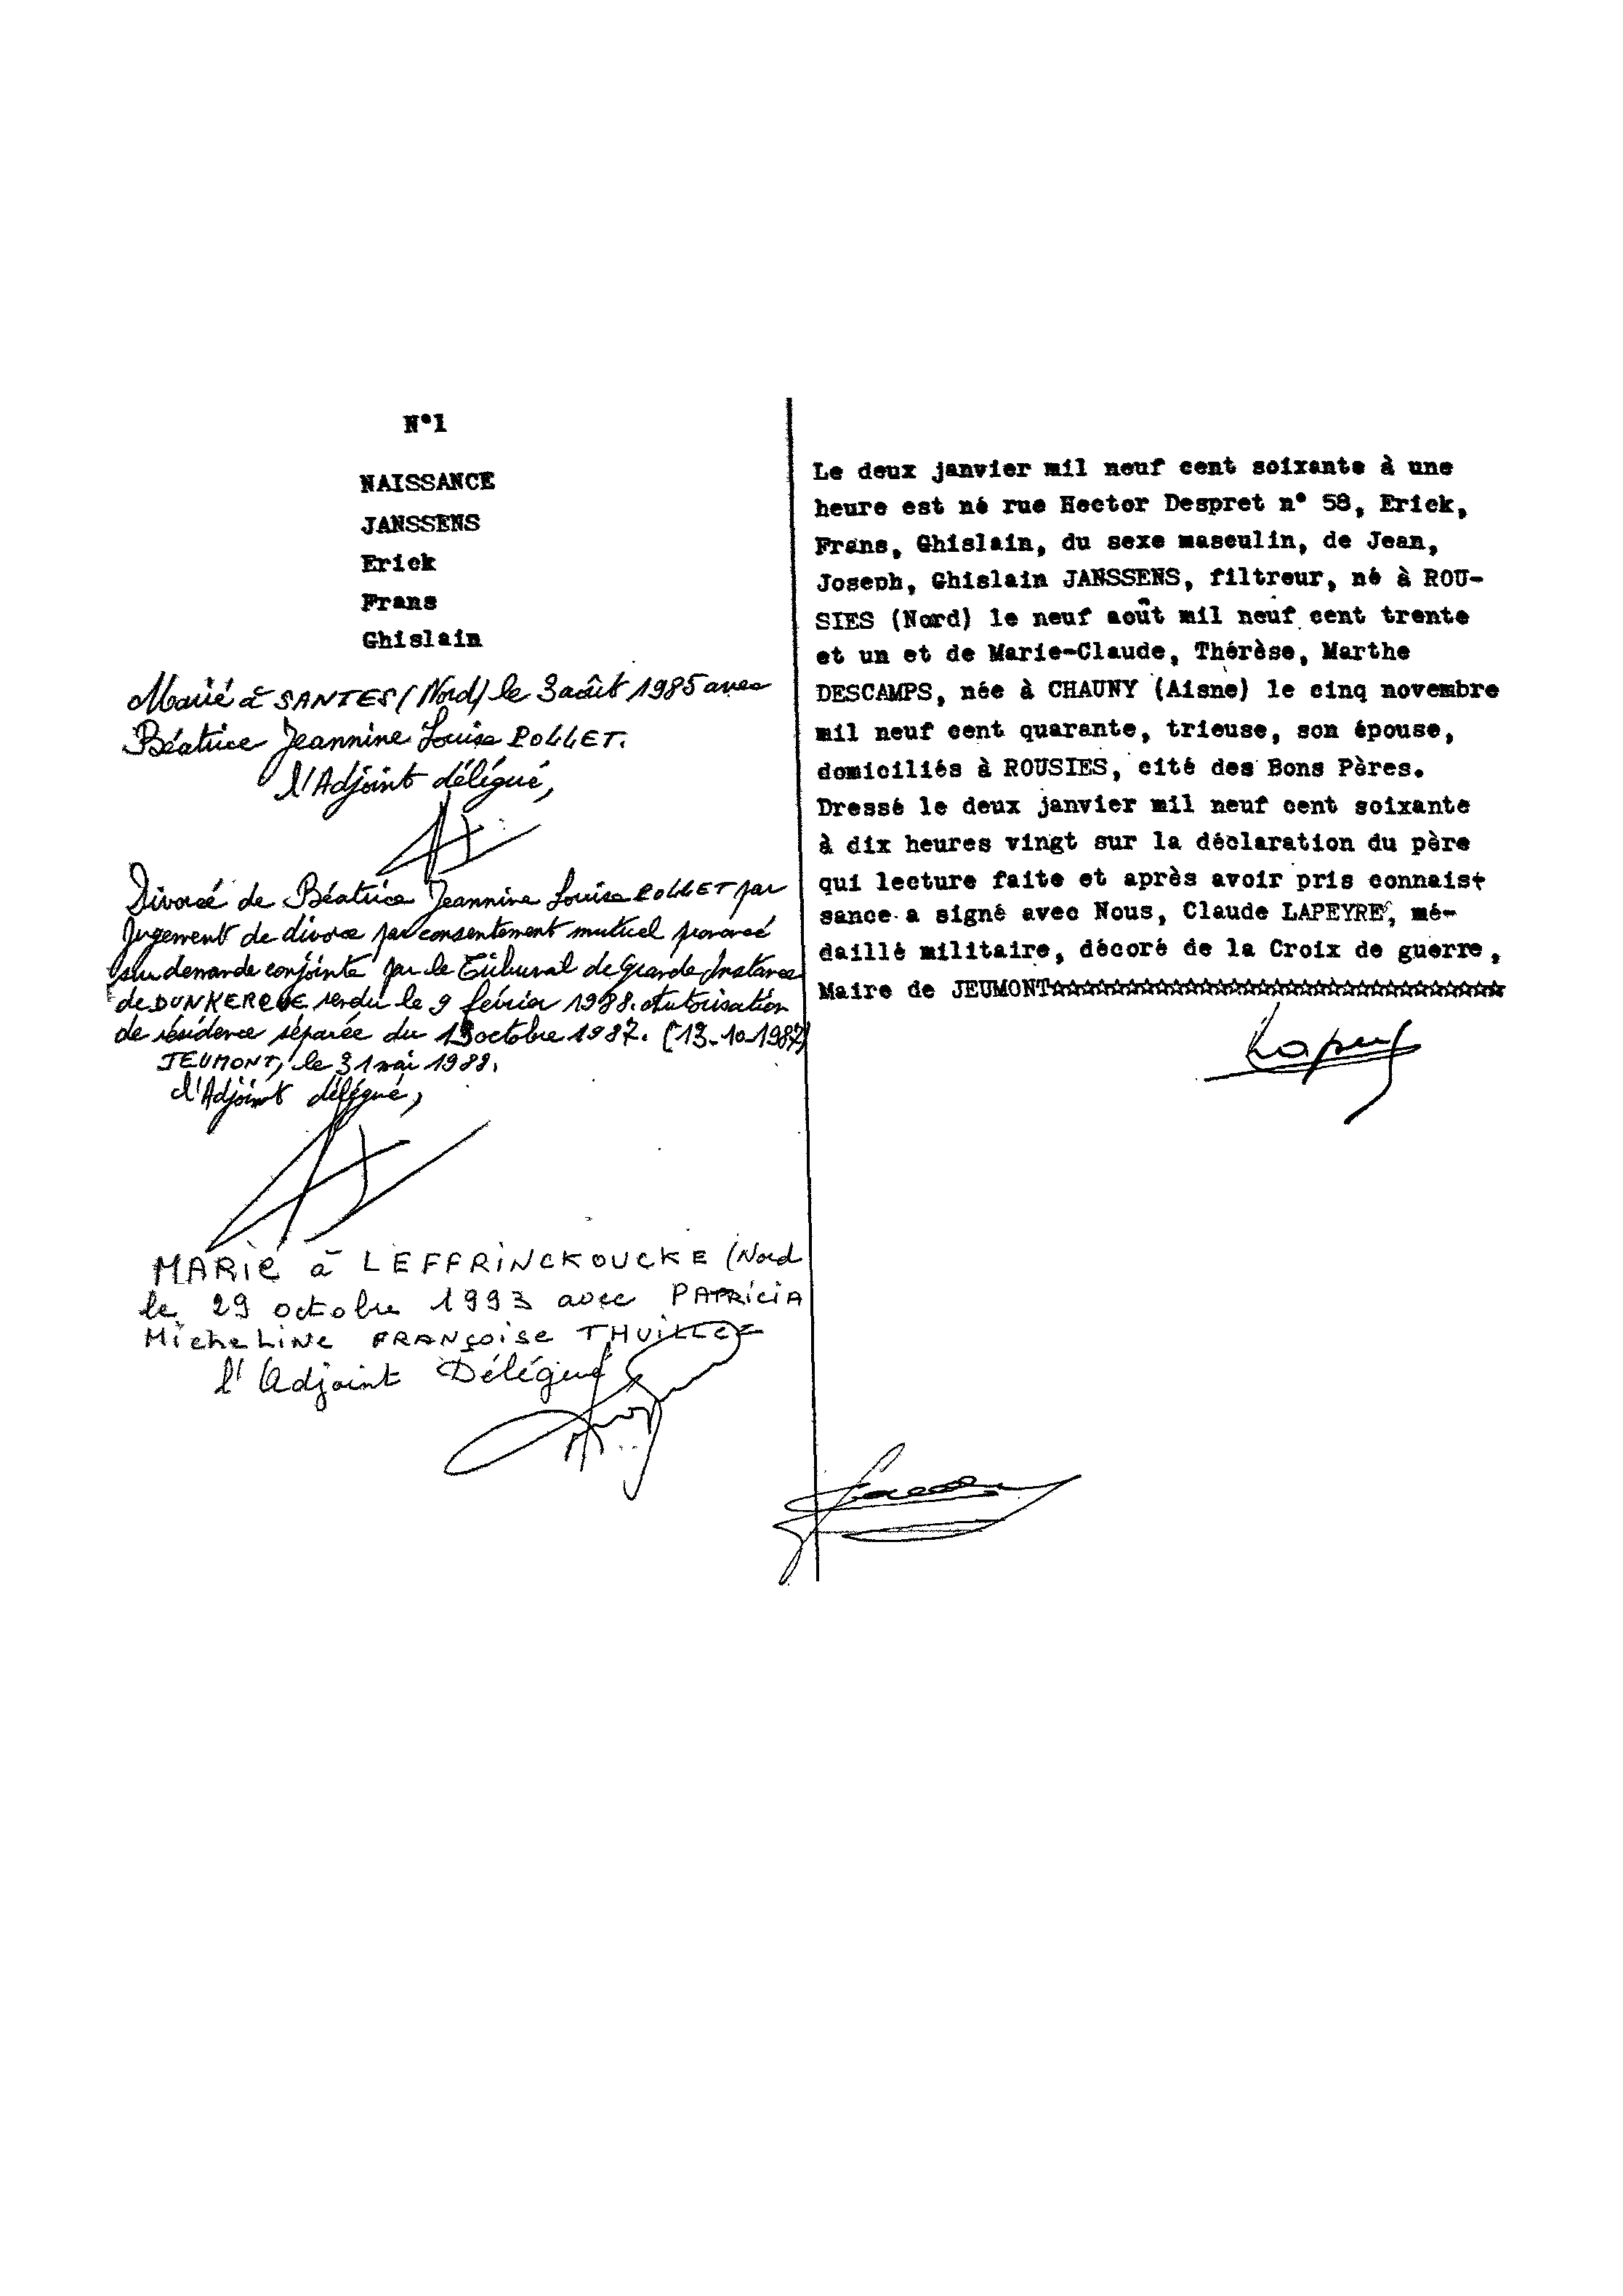 N°1
NAISSANCE
JANSSENS
Erick
Frans
Ghislain
Marié à SANTES (Nord) le 3 août 1985 avec
Béatrice Jeannine Louise POLLET.
l'Adjoint délégué,
Divorcé de Béatrice Jeannine Louise POLLET par
Jugement de divorce par consentement mutuel prononcé
sur demande conjointe par le Tribunal de Grande Instance
de DUNKERQUE rendu le 9 février 1988. Autorisation
de résidence séparée du 13 octobre 1987. (13-10-1987)
JEUMONT, le 31 mai 1988.
l'Adjoint délégué,
MARIE à LEFFRINCKOUCKE (Nord
le 29 octobre 1993 avec PATRICIA
MicheLINE FRANçoise THUILLEZ
l'Adjoint Délégué
Le deux janvier mil neuf cent soixante à une
heure est né rue Hector Despret n° 58, Erick,
Frans, Ghislain, du sexe masculin, de Jean,
Joseph, Ghislain JANSSENS, filtreur, né à ROU-
SIES (Nord) le neuf août mil neuf cent trente
et un et de Marie-Claude, Thérèse, Marthe
DESCAMPS, née à CHAUNY (Aisne) le cinq novembre
mil neuf cent quarante, trieuse, son épouse,
domiciliés à ROUSIES, cité des Bons Pères.
Dressé le deux janvier mil neuf cent soixante
à dix heures vingt sur la déclaration du père
qui lecture faite et après avoir pris connais-
sance a signé avec Nous, Claude LAPEYRE, mé-
daillé militaire, décoré de la Croix de guerre,
Maire de JEUMONT☆☆☆☆☆☆☆☆☆☆☆☆☆☆☆☆☆☆☆☆☆☆☆☆☆☆☆☆☆☆☆